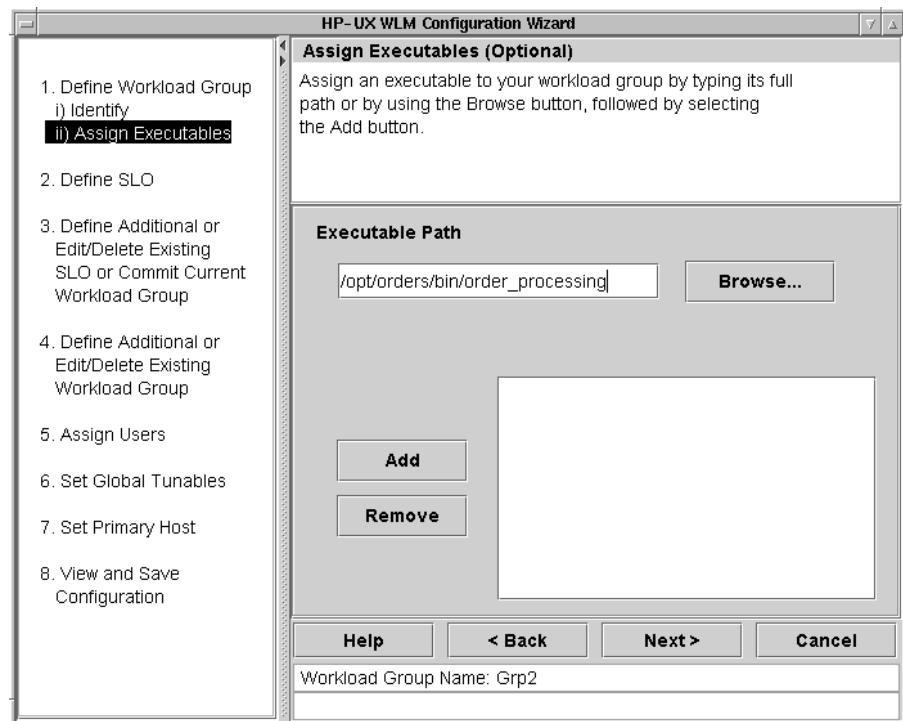 HP-UX WLM Configuration Wizard
1. Define Workload Group
i) Identify
ii) Assign Executables
2. Define SLO
3. Define Additional or
Edit/Delete Existing
SLO or Commit Current
Workload Group
4. Define Additional or
Edit/Delete Existing
Workload Group
5. Assign Users
6. Set Global Tunables
7. Set Primary Host
8. View and Save
Configuration
Assign Executables (Optional)
Assign an executable to your workload group by typing its full
path or by using the Browse button, followed by selecting
the Add button.
Executable Path
/opt/orders/bin/order_processing
Browse...
Add
Remove
Help
< Back
Next >
Cancel
Workload Group Name: Grp2